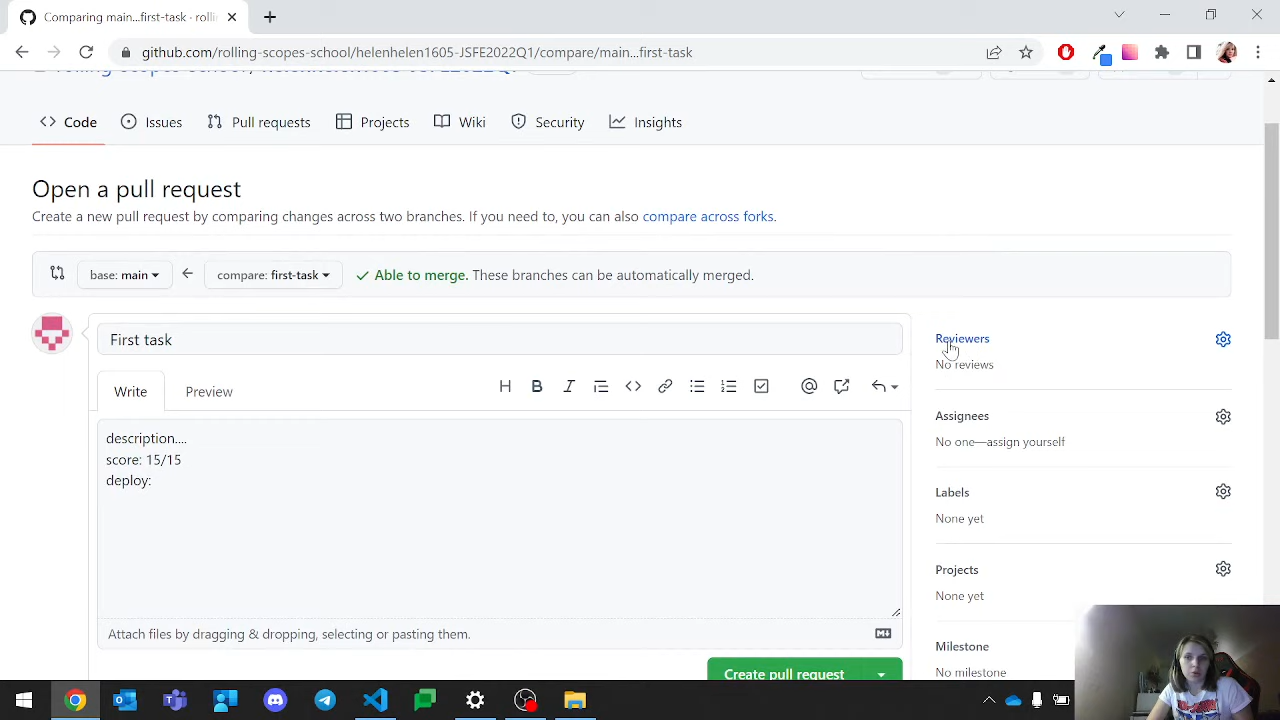 Comparing main...first-task · rolli
github.com/rolling-scopes-school/helenhelen1605-JSFE2022Q1/compare/main...first-task
Code
Issues
Pull requests
Projects
Wiki
Security
Insights
Open a pull request
Create a new pull request by comparing changes across two branches. If you need to, you can also compare across forks.
base: main
compare: first-task
Able to merge. These branches can be automatically merged.
First task
Write
Preview
description....
score: 15/15
deploy:
Attach files by dragging & dropping, selecting or pasting them.
Create pull request
Reviewers
No reviews
Assignees
No one—assign yourself
Labels
None yet
Projects
None yet
Milestone
No milestone